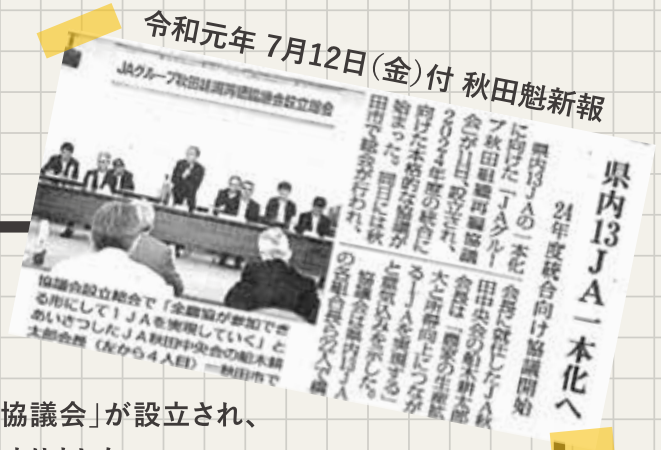 令和元年 7月12日(金)付 秋田魁新報
JAグループ秋田組織再編協議会設立総会
県内13JA一本化へ
24年度統合向け協議開始
県内13JAの一本化
に向けた「JAグルー
プ秋田組織再編協議
会」が11日、設立され、
2024年度の統合に
向けた本格的な協議が
始まった。同日には秋
田市で総会が行われ、
会長に就任したJA秋
田中央会の船木耕太郎
会長は「農家の生産拡
大と所得向上につなが
るJAを実現する」
と意気込みを示した。
協議会は県内13JA
の各組合長ら
協議会設立総会で「全農協が参加でき
る形にして1JAを実現していく」と
あいさつしたJA秋田中央会の船木耕
太郎会長(左から4人目)=秋田市で
協議会」が設立され、